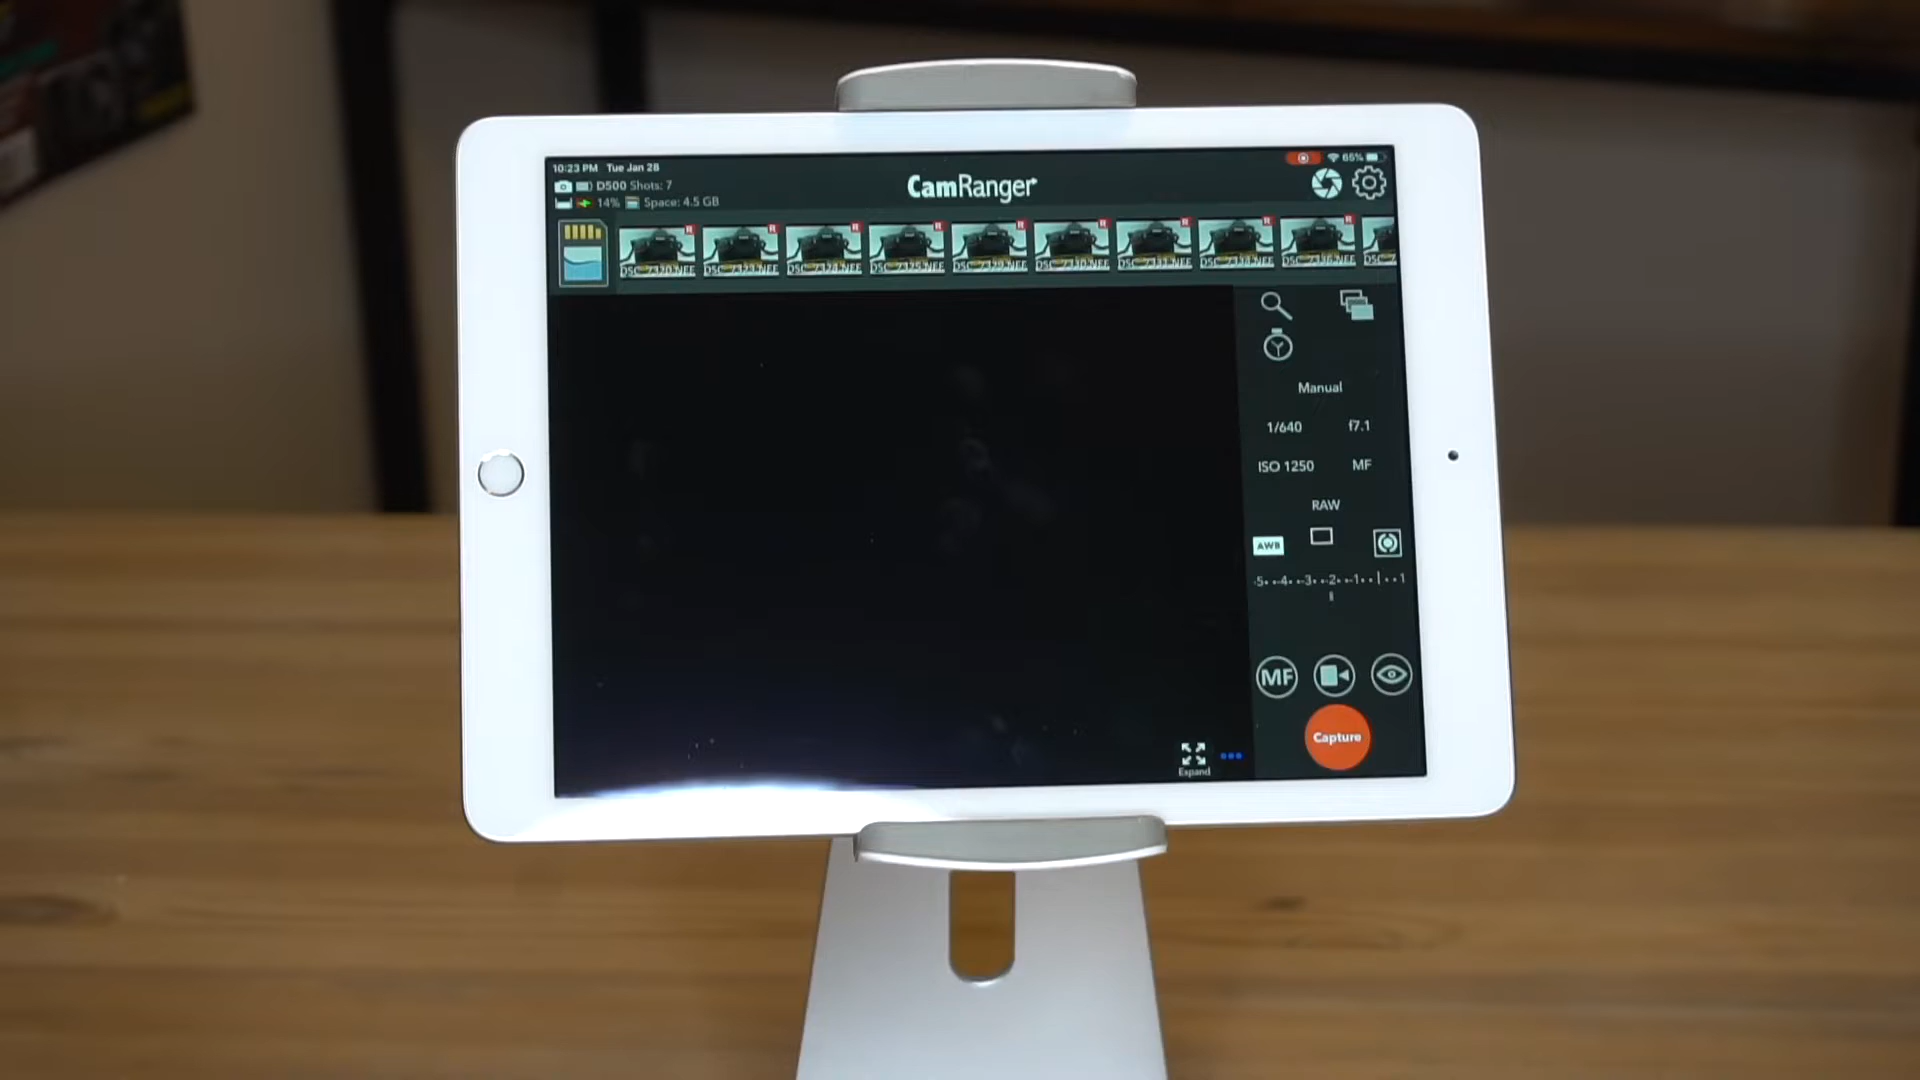 10:23 PM Tue Jan 28
65%
D500 Shots: 7
14% Space: 4.5 GB
CamRanger
R R R R R R R R R
Manual
1/640 f7.1
ISO 1250 MF
RAW
AWB
-5 -4 -3 -2 -1 1
MF
Capture
Expand